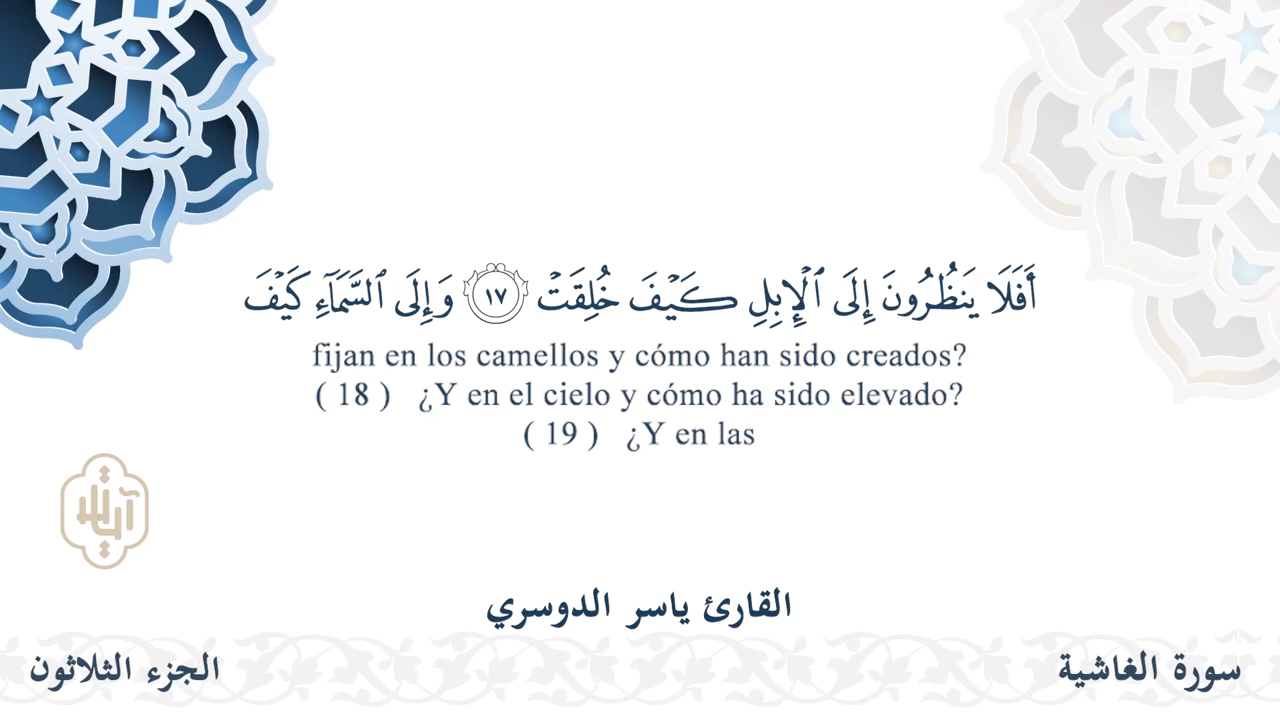 أَفَلَا يَنظُرُونَ إِلَى ٱلۡإِبِلِ كَيۡفَ خُلِقَتۡ ١٧ وَإِلَى ٱلسَّمَآءِ كَيۡفَ
fijan en los camellos y cómo han sido creados?
( 18 ) ¿Y en el cielo y cómo ha sido elevado?
( 19 ) ¿Y en las
القارئ ياسر الدوسري
سورة الغاشية
الجزء الثلاثون